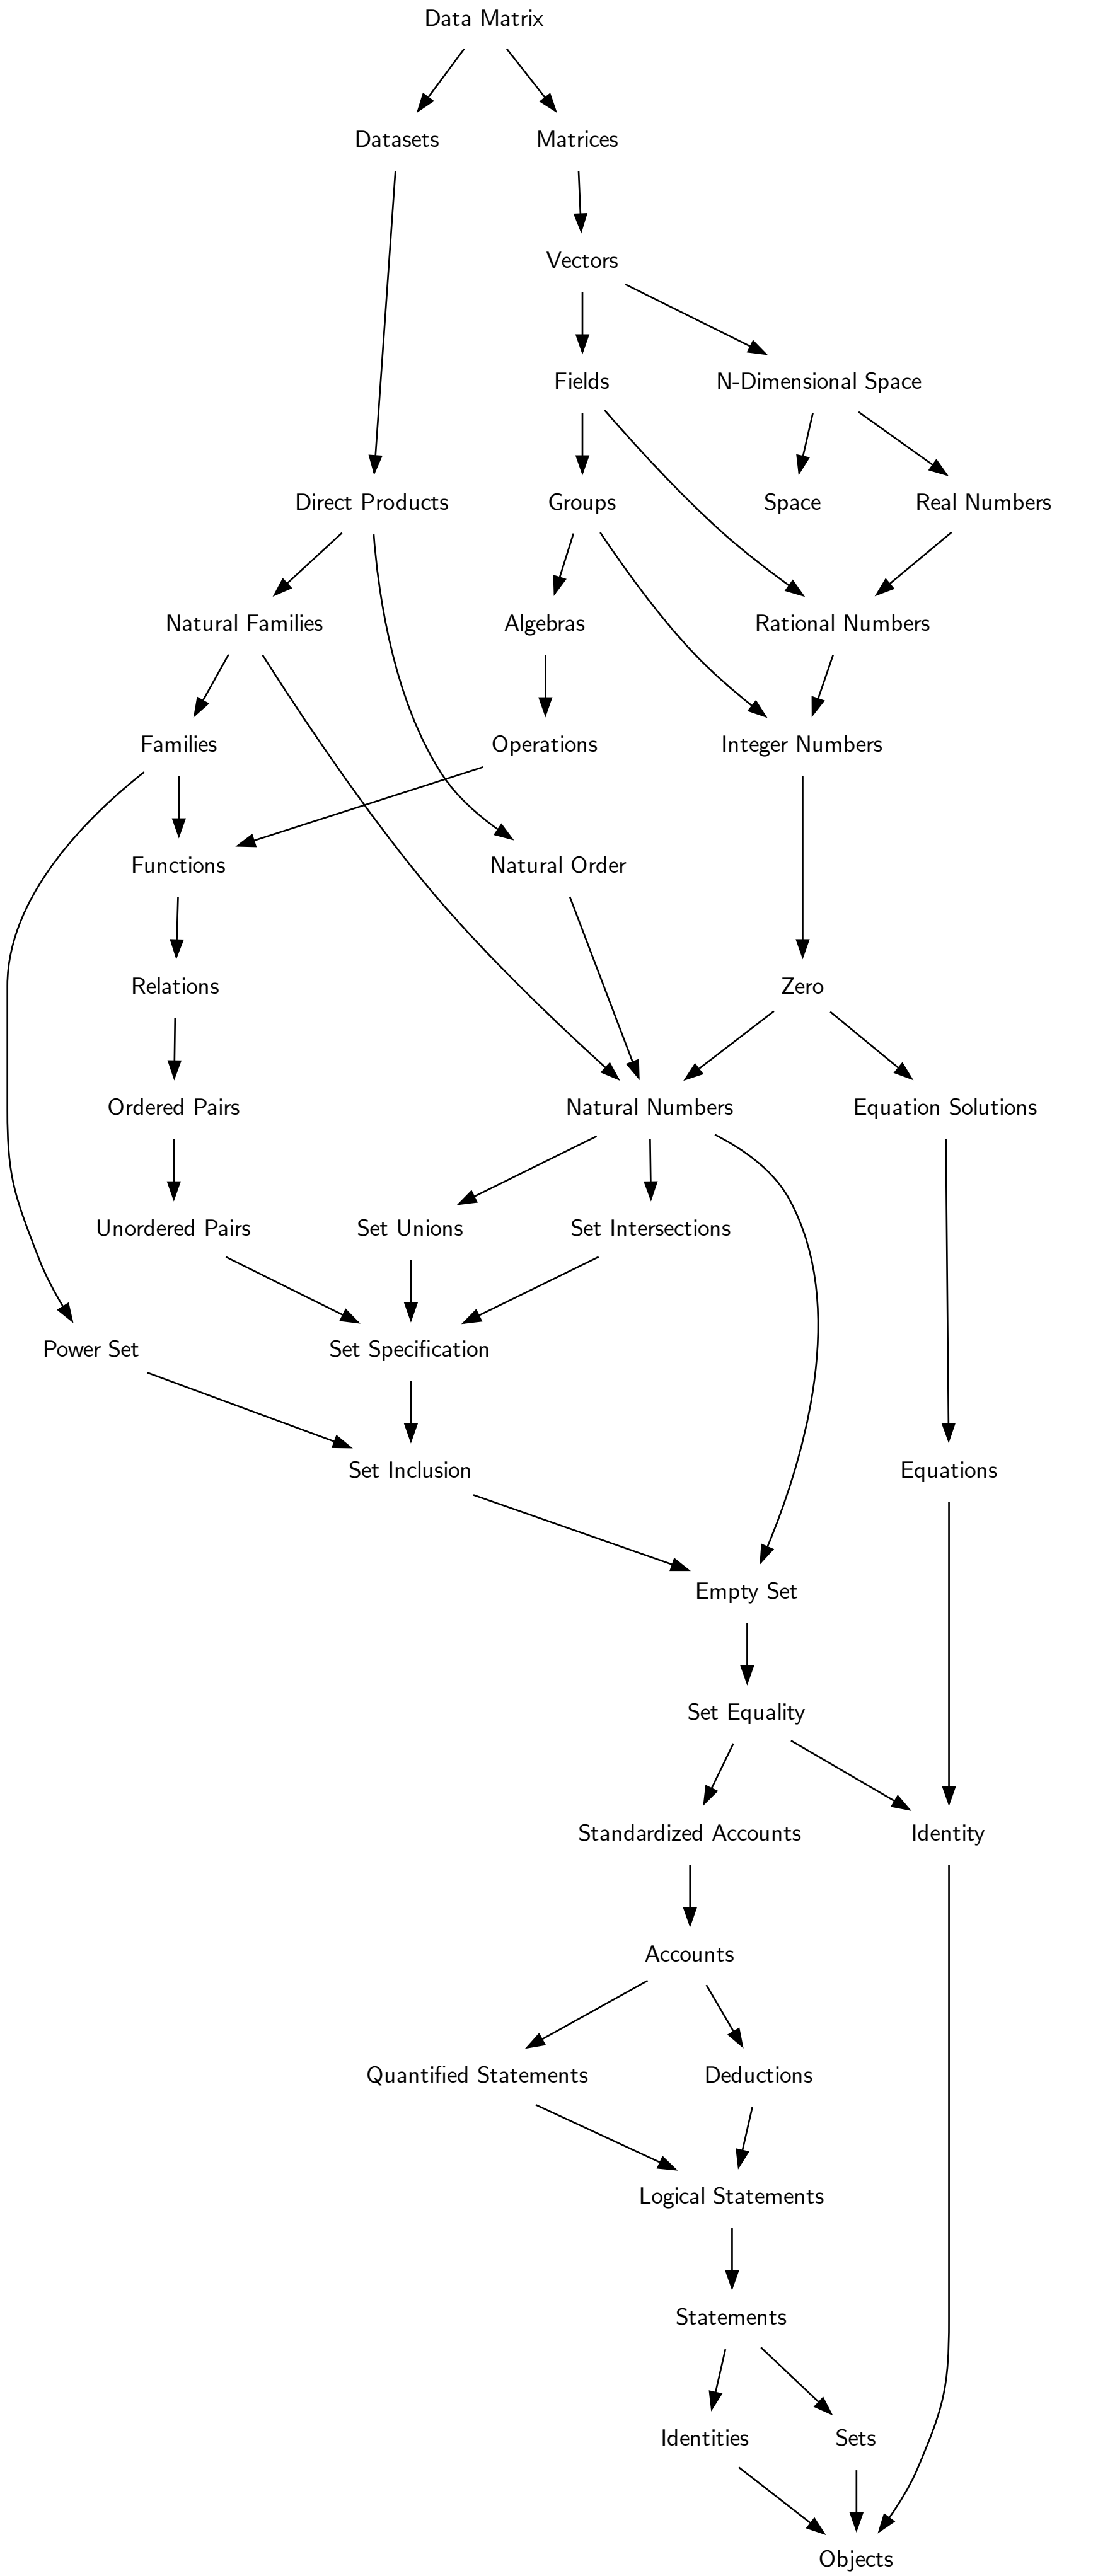 Data Matrix
Datasets
Matrices
Vectors
Fields
N-Dimensional Space
Direct Products
Groups
Space
Real Numbers
Natural Families
Algebras
Rational Numbers
Families
Operations
Integer Numbers
Functions
Natural Order
Relations
Zero
Ordered Pairs
Natural Numbers
Equation Solutions
Unordered Pairs
Set Unions
Set Intersections
Power Set
Set Specification
Set Inclusion
Equations
Empty Set
Set Equality
Standardized Accounts
Identity
Accounts
Quantified Statements
Deductions
Logical Statements
Statements
Identities
Sets
Objects